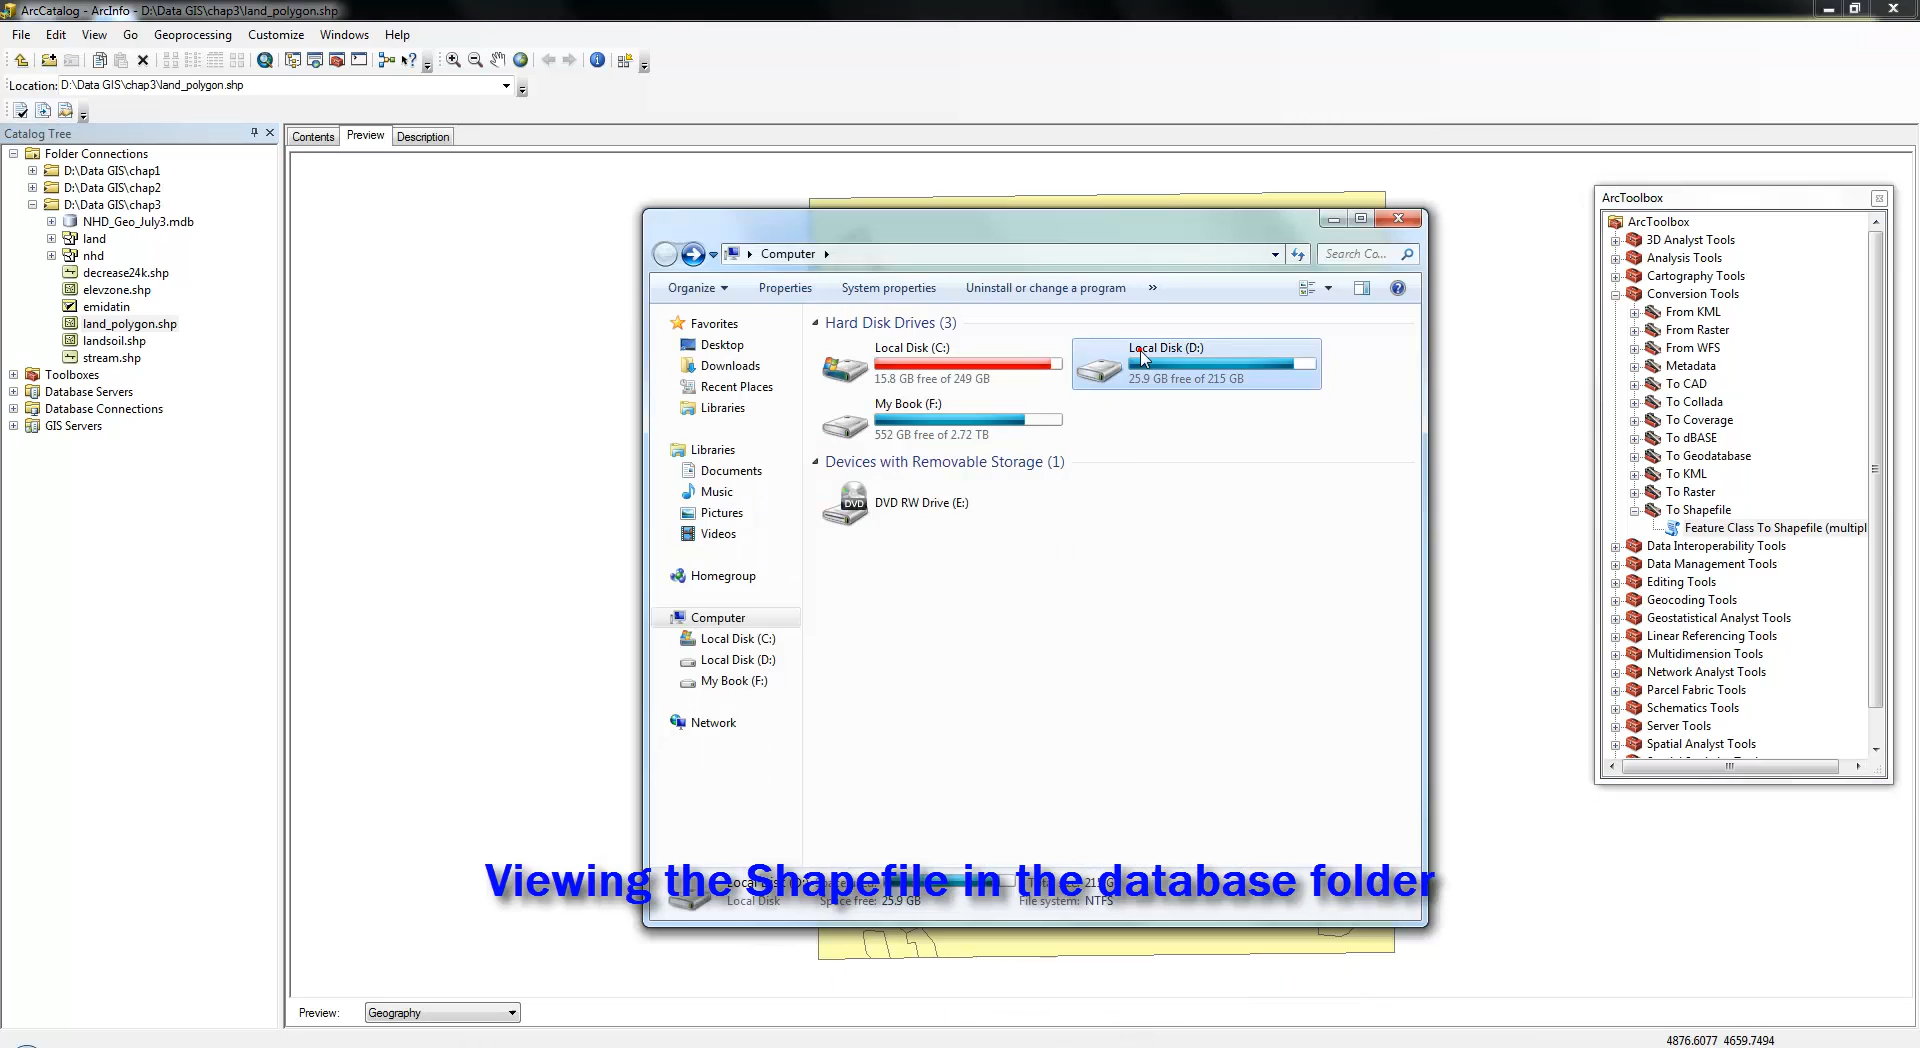 ArcCatalog - ArcInfo - D:\Data GIS\chap3\land_polygon.shp
File Edit View Go Geoprocessing Customize Windows Help
Location: D:\Data GIS\chap3\land_polygon.shp
Catalog Tree
Folder Connections
D:\Data GIS\chap1
D:\Data GIS\chap2
D:\Data GIS\chap3
NHD_Geo_July3.mdb
land
nhd
decrease24k.shp
elevzone.shp
emidatin
land_polygon.shp
landsoil.shp
stream.shp
Toolboxes
Database Servers
Database Connections
GIS Servers
Contents Preview Description
Computer
Search Co...
Organize Properties System properties Uninstall or change a program »
Favorites
Desktop
Downloads
Recent Places
Libraries
Libraries
Documents
Music
Pictures
Videos
Homegroup
Computer
Local Disk (C:)
Local Disk (D:)
My Book (F:)
Network
Hard Disk Drives (3)
Local Disk (C:)
15.8 GB free of 249 GB
Local Disk (D:)
25.9 GB free of 215 GB
My Book (F:)
552 GB free of 2.72 TB
Devices with Removable Storage (1)
DVD RW Drive (E:)
DVD
Viewing the Shapefile in the database folder
Local Disk Space free: 25.9 GB File system: NTFS
ArcToolbox
ArcToolbox
3D Analyst Tools
Analysis Tools
Cartography Tools
Conversion Tools
From KML
From Raster
From WFS
Metadata
To CAD
To Collada
To Coverage
To dBASE
To Geodatabase
To KML
To Raster
To Shapefile
Feature Class To Shapefile (multipl
Data Interoperability Tools
Data Management Tools
Editing Tools
Geocoding Tools
Geostatistical Analyst Tools
Linear Referencing Tools
Multidimension Tools
Network Analyst Tools
Parcel Fabric Tools
Schematics Tools
Server Tools
Spatial Analyst Tools
Preview: Geography
4876.6077 4659.7494